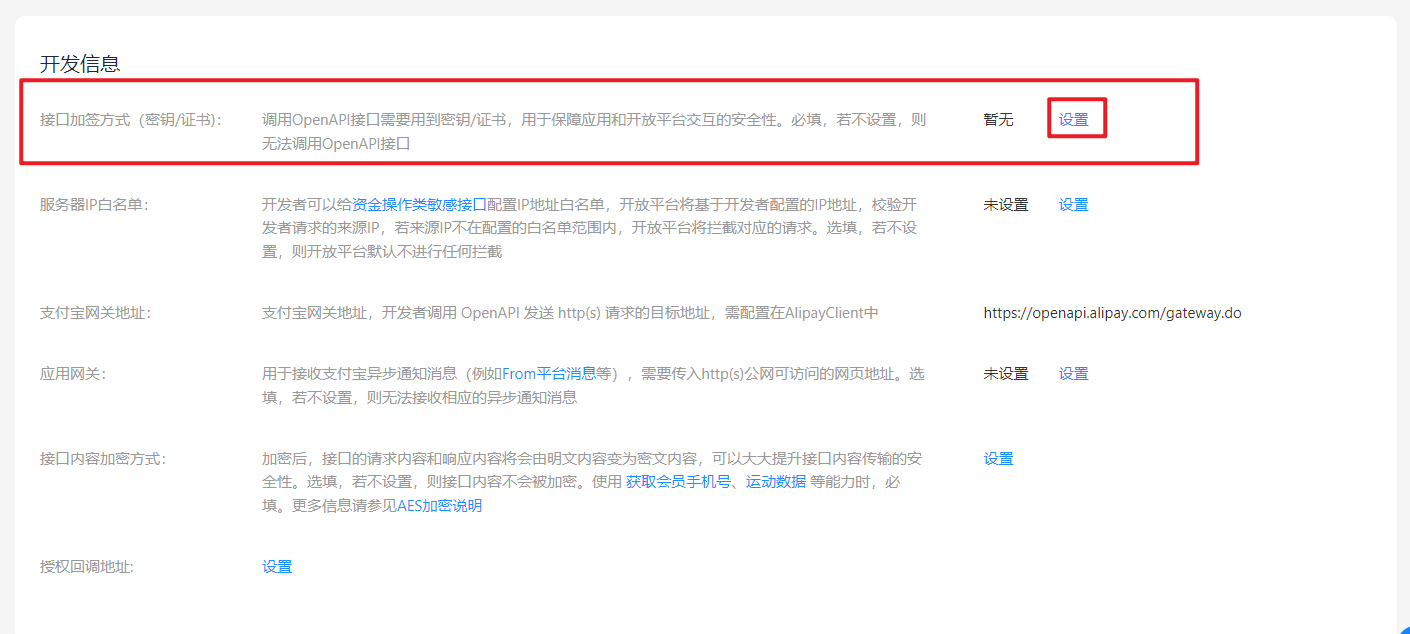 开发信息
接口加签方式（密钥/证书）：
调用OpenAPI接口需要用到密钥/证书，用于保障应用和开放平台交互的安全性。必填，若不设置，则
无法调用OpenAPI接口
暂无
设置
服务器IP白名单：
开发者可以给资金操作类敏感接口配置IP地址白名单，开放平台将基于开发者配置的IP地址，校验开
发者请求的来源IP，若来源IP不在配置的白名单范围内，开放平台将拦截对应的请求。选填，若不设
置，则开放平台默认不进行任何拦截
未设置
设置
支付宝网关地址：
支付宝网关地址，开发者调用 OpenAPI 发送 http(s) 请求的目标地址，需配置在AlipayClient中
https://openapi.alipay.com/gateway.do
应用网关：
用于接收支付宝异步通知消息（例如From平台消息等），需要传入http(s)公网可访问的网页地址。选
填，若不设置，则无法接收相应的异步通知消息
未设置
设置
接口内容加密方式：
加密后，接口的请求内容和响应内容将会由明文内容变为密文内容，可以大大提升接口内容传输的安
全性。选填，若不设置，则接口内容不会被加密。使用 获取会员手机号、运动数据 等能力时，必
填。更多信息请参见AES加密说明
设置
授权回调地址:
设置